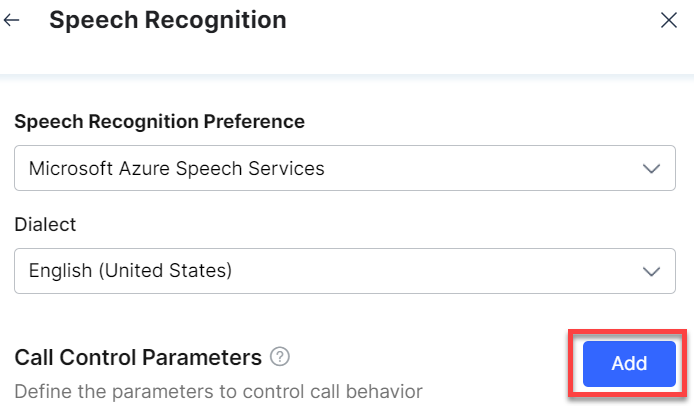 Speech Recognition
Speech Recognition Preference
Microsoft Azure Speech Services
Dialect
English (United States)
Call Control Parameters ?
Add
Define the parameters to control call behavior